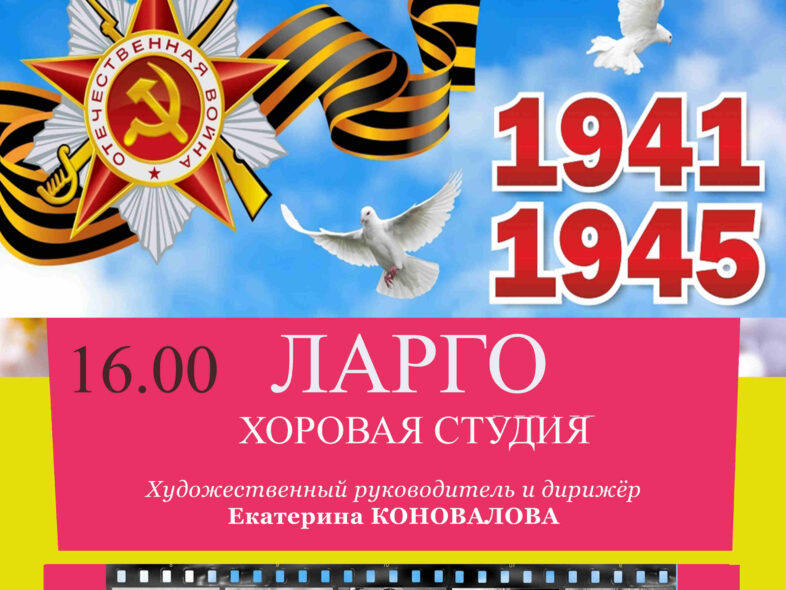 ОТЕЧЕСТВЕННАЯ ВОЙНА
1941
1945
16.00 ЛАРГО
ХОРОВАЯ СТУДИЯ
Художественный руководитель и дирижёр
Екатерина КОНОВАЛОВА